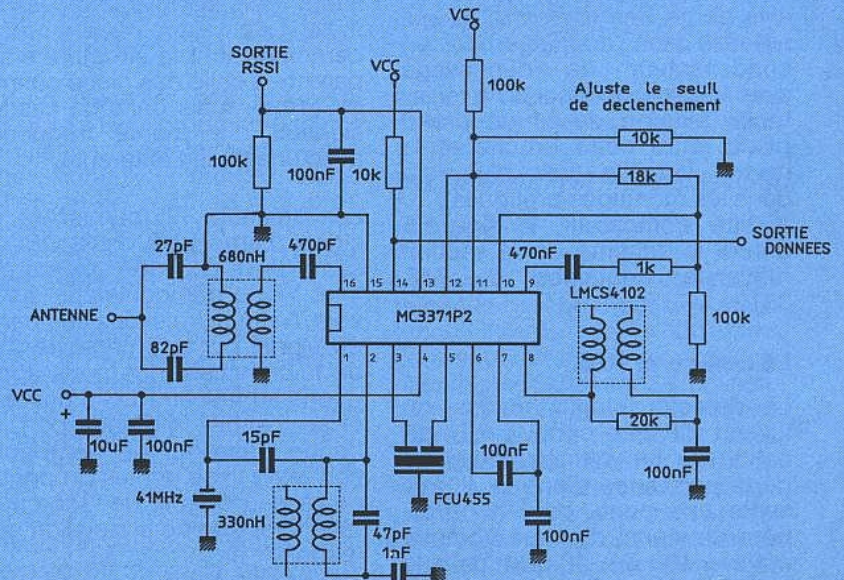 VCC
SORTIE
RSSI
VCC
100k
Ajuste le seuil
de declenchement
10k
100k
100nF
10k
18k
SORTIE
DONNEES
27pF
680nH
470pF
470nF
1k
LMCS4102
16 15 14 13 12 11 10 9
ANTENNE
MC3371P2
100k
82pF
1 2 3 4 5 6 7 8
VCC
+
20k
10uF
100nF
15pF
100nF
100nF
41MHz
330nH
FCU455
47pF
100nF
1nF